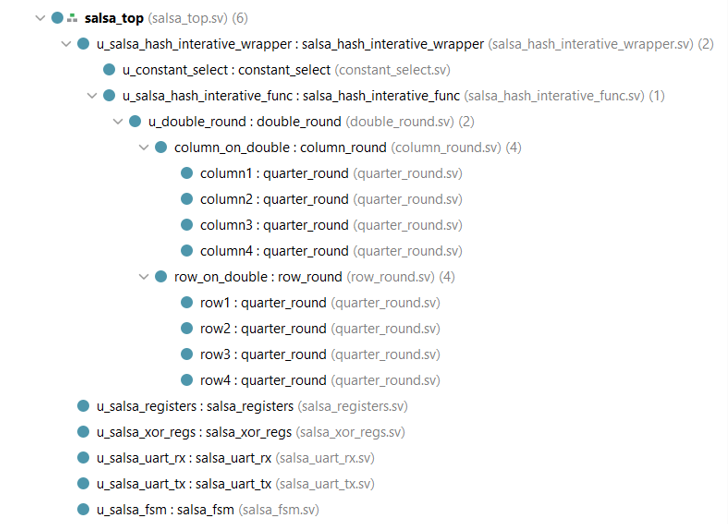 salsa_top (salsa_top.sv) (6)
u_salsa_hash_interative_wrapper : salsa_hash_interative_wrapper (salsa_hash_interative_wrapper.sv) (2)
u_constant_select : constant_select (constant_select.sv)
u_salsa_hash_interative_func : salsa_hash_interative_func (salsa_hash_interative_func.sv) (1)
u_double_round : double_round (double_round.sv) (2)
column_on_double : column_round (column_round.sv) (4)
column1 : quarter_round (quarter_round.sv)
column2 : quarter_round (quarter_round.sv)
column3 : quarter_round (quarter_round.sv)
column4 : quarter_round (quarter_round.sv)
row_on_double : row_round (row_round.sv) (4)
row1 : quarter_round (quarter_round.sv)
row2 : quarter_round (quarter_round.sv)
row3 : quarter_round (quarter_round.sv)
row4 : quarter_round (quarter_round.sv)
u_salsa_registers : salsa_registers (salsa_registers.sv)
u_salsa_xor_regs : salsa_xor_regs (salsa_xor_regs.sv)
u_salsa_uart_rx : salsa_uart_rx (salsa_uart_rx.sv)
u_salsa_uart_tx : salsa_uart_tx (salsa_uart_tx.sv)
u_salsa_fsm : salsa_fsm (salsa_fsm.sv)